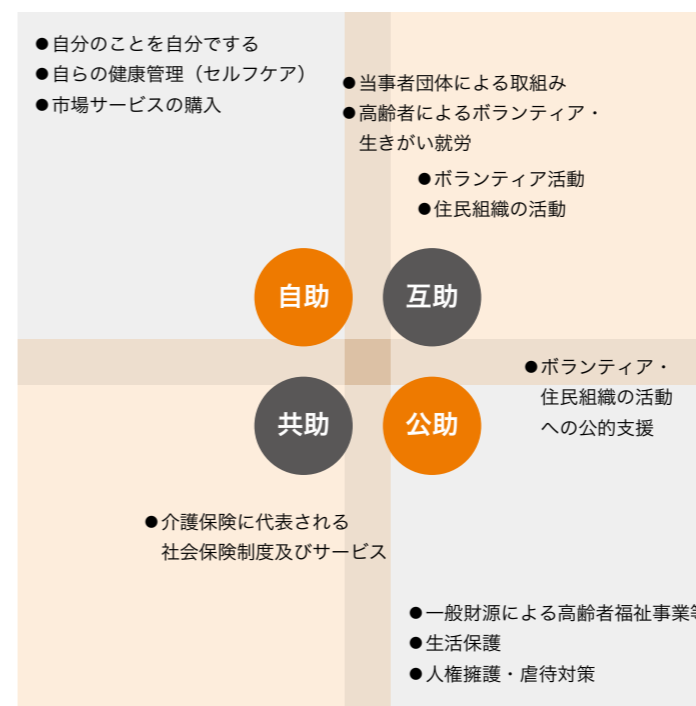 ●自分のことを自分でする
●自らの健康管理（セルフケア）
●市場サービスの購入
●当事者団体による取組み
●高齢者によるボランティア・
生きがい就労
●ボランティア活動
●住民組織の活動
自助
互助
●ボランティア・
住民組織の活動
への公的支援
共助
公助
●介護保険に代表される
社会保険制度及びサービス
●一般財源による高齢者福祉事業等
●生活保護
●人権擁護・虐待対策